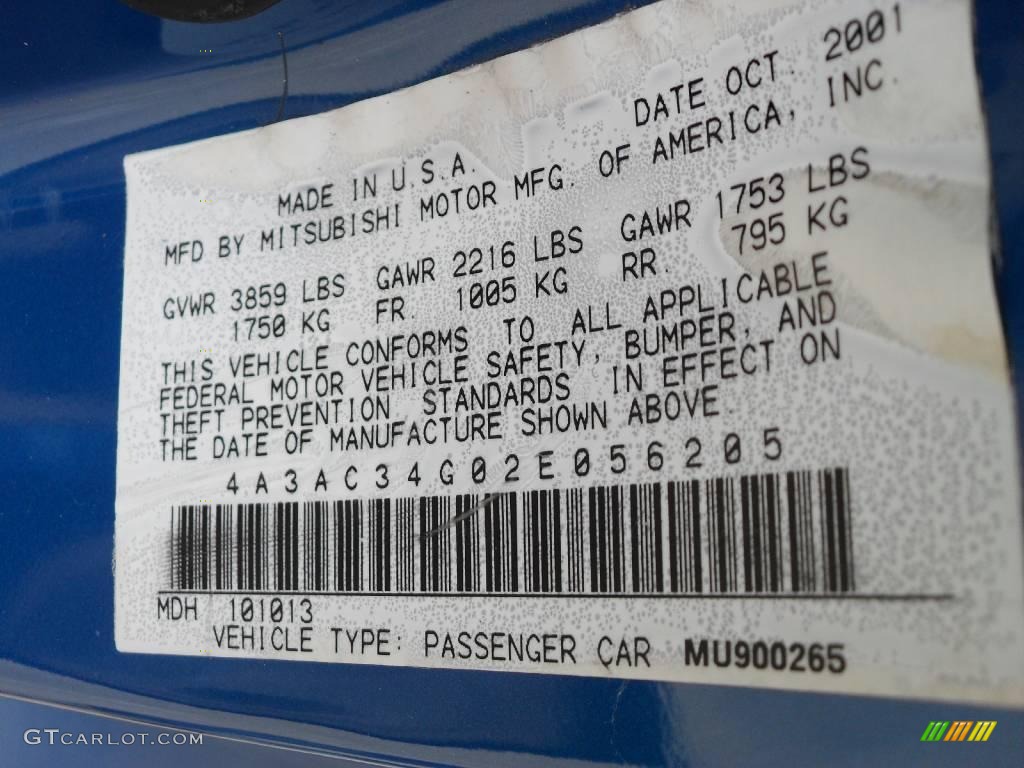 DATE OCT. 2001
MADE IN U.S.A.
MFD BY MITSUBISHI MOTOR MFG. OF AMERICA, INC.
GVWR 3859 LBS GAWR 2216 LBS GAWR 1753 LBS
1750 KG FR. 1005 KG RR. 795 KG
THIS VEHICLE CONFORMS TO ALL APPLICABLE
FEDERAL MOTOR VEHICLE SAFETY, BUMPER, AND
THEFT PREVENTION STANDARDS IN EFFECT ON
THE DATE OF MANUFACTURE SHOWN ABOVE.
4A3AC34G02E056205
MDH 101013
VEHICLE TYPE: PASSENGER CAR MU900265
GTCARLOT.COM